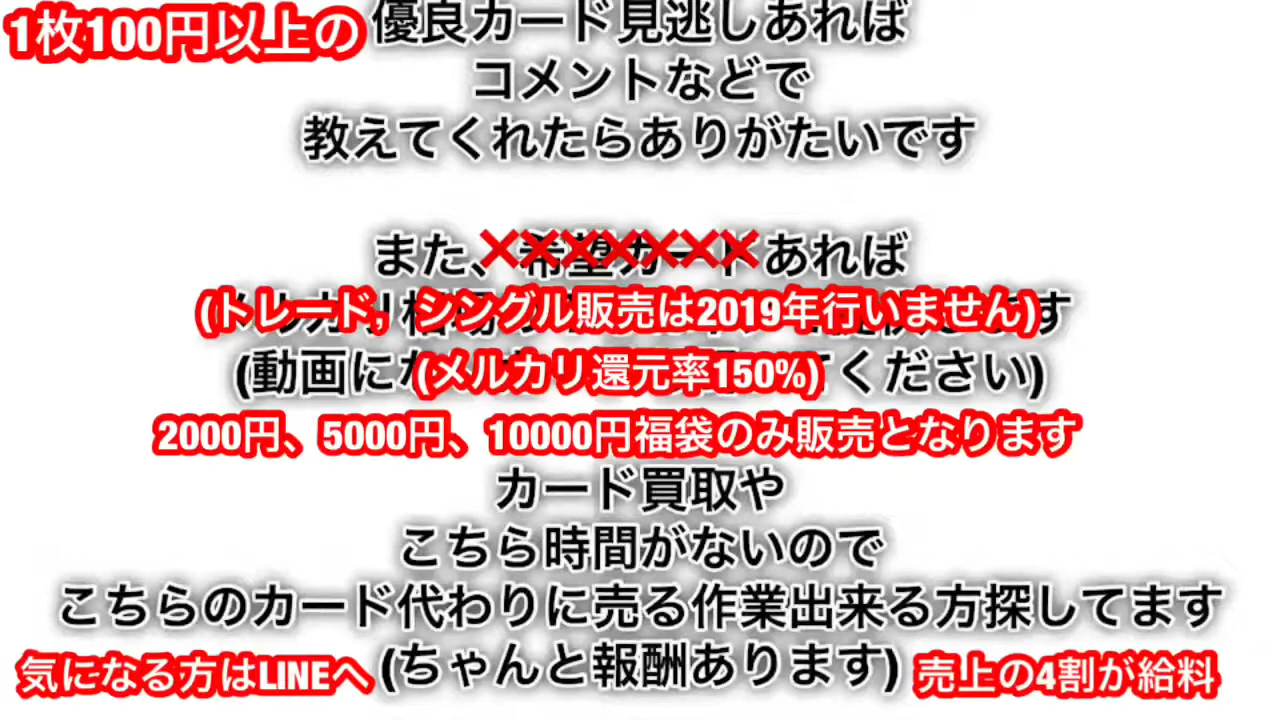 1枚100円以上の優良カード見逃しあれば
コメントなどで
教えてくれたらありがたいです
また、希望カードあれば
(トレード，シングル販売は2019年行いません)す
(動画に(メルカリ還元率150%)てください)
2000円、5000円、10000円福袋のみ販売となります
カード買取や
こちら時間がないので
こちらのカード代わりに売る作業出来る方探してます
気になる方はLINEへ(ちゃんと報酬あります)売上の4割が給料